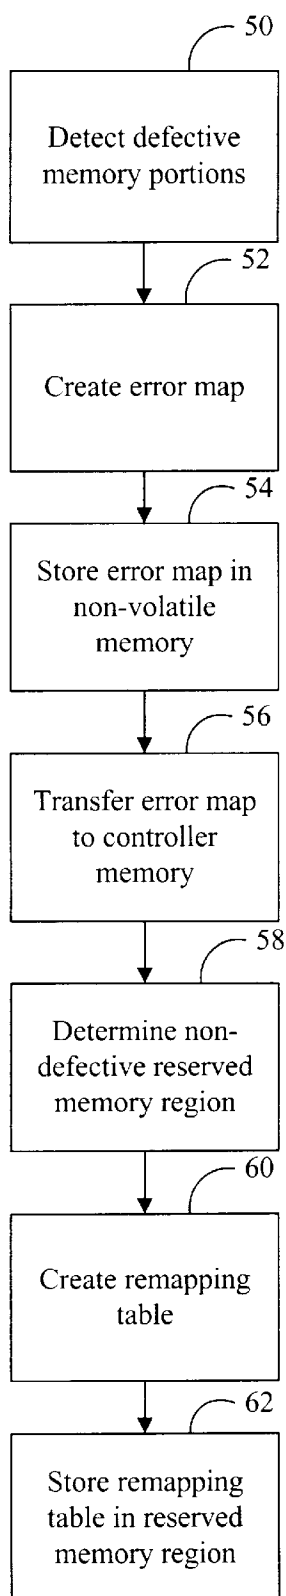 50
Detect defective
memory portions
52
Create error map
54
Store error map in
non-volatile
memory
56
Transfer error map
to controller
memory
58
Determine non-
defective reserved
memory region
60
Create remapping
table
62
Store remapping
table in reserved
memory region